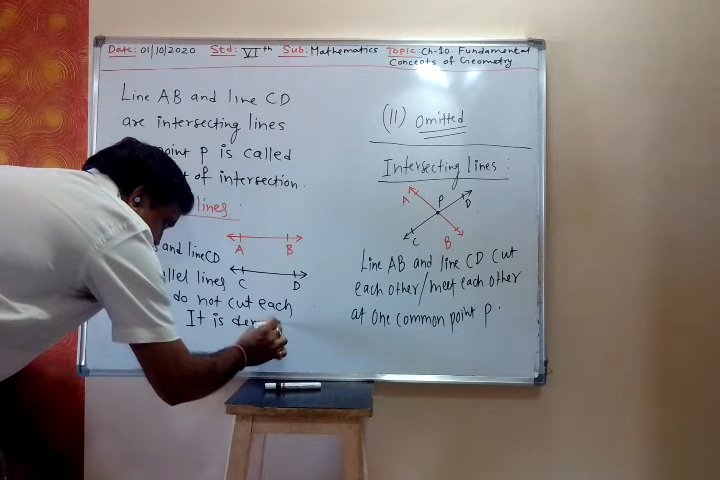 Date: 01/10/2020 Std: VI th Sub: Mathematics Topic: Ch-10. Fundamental
Concepts of Geometry
Line AB and line CD
are intersecting lines
point P is called
of intersection.
lines :
A B
and line CD
lines
C D
do not cut each
It is
(11) Omitted
Intersecting lines :
A P D
C B
Line AB and line CD cut
each other/meet each other
at one common point P.